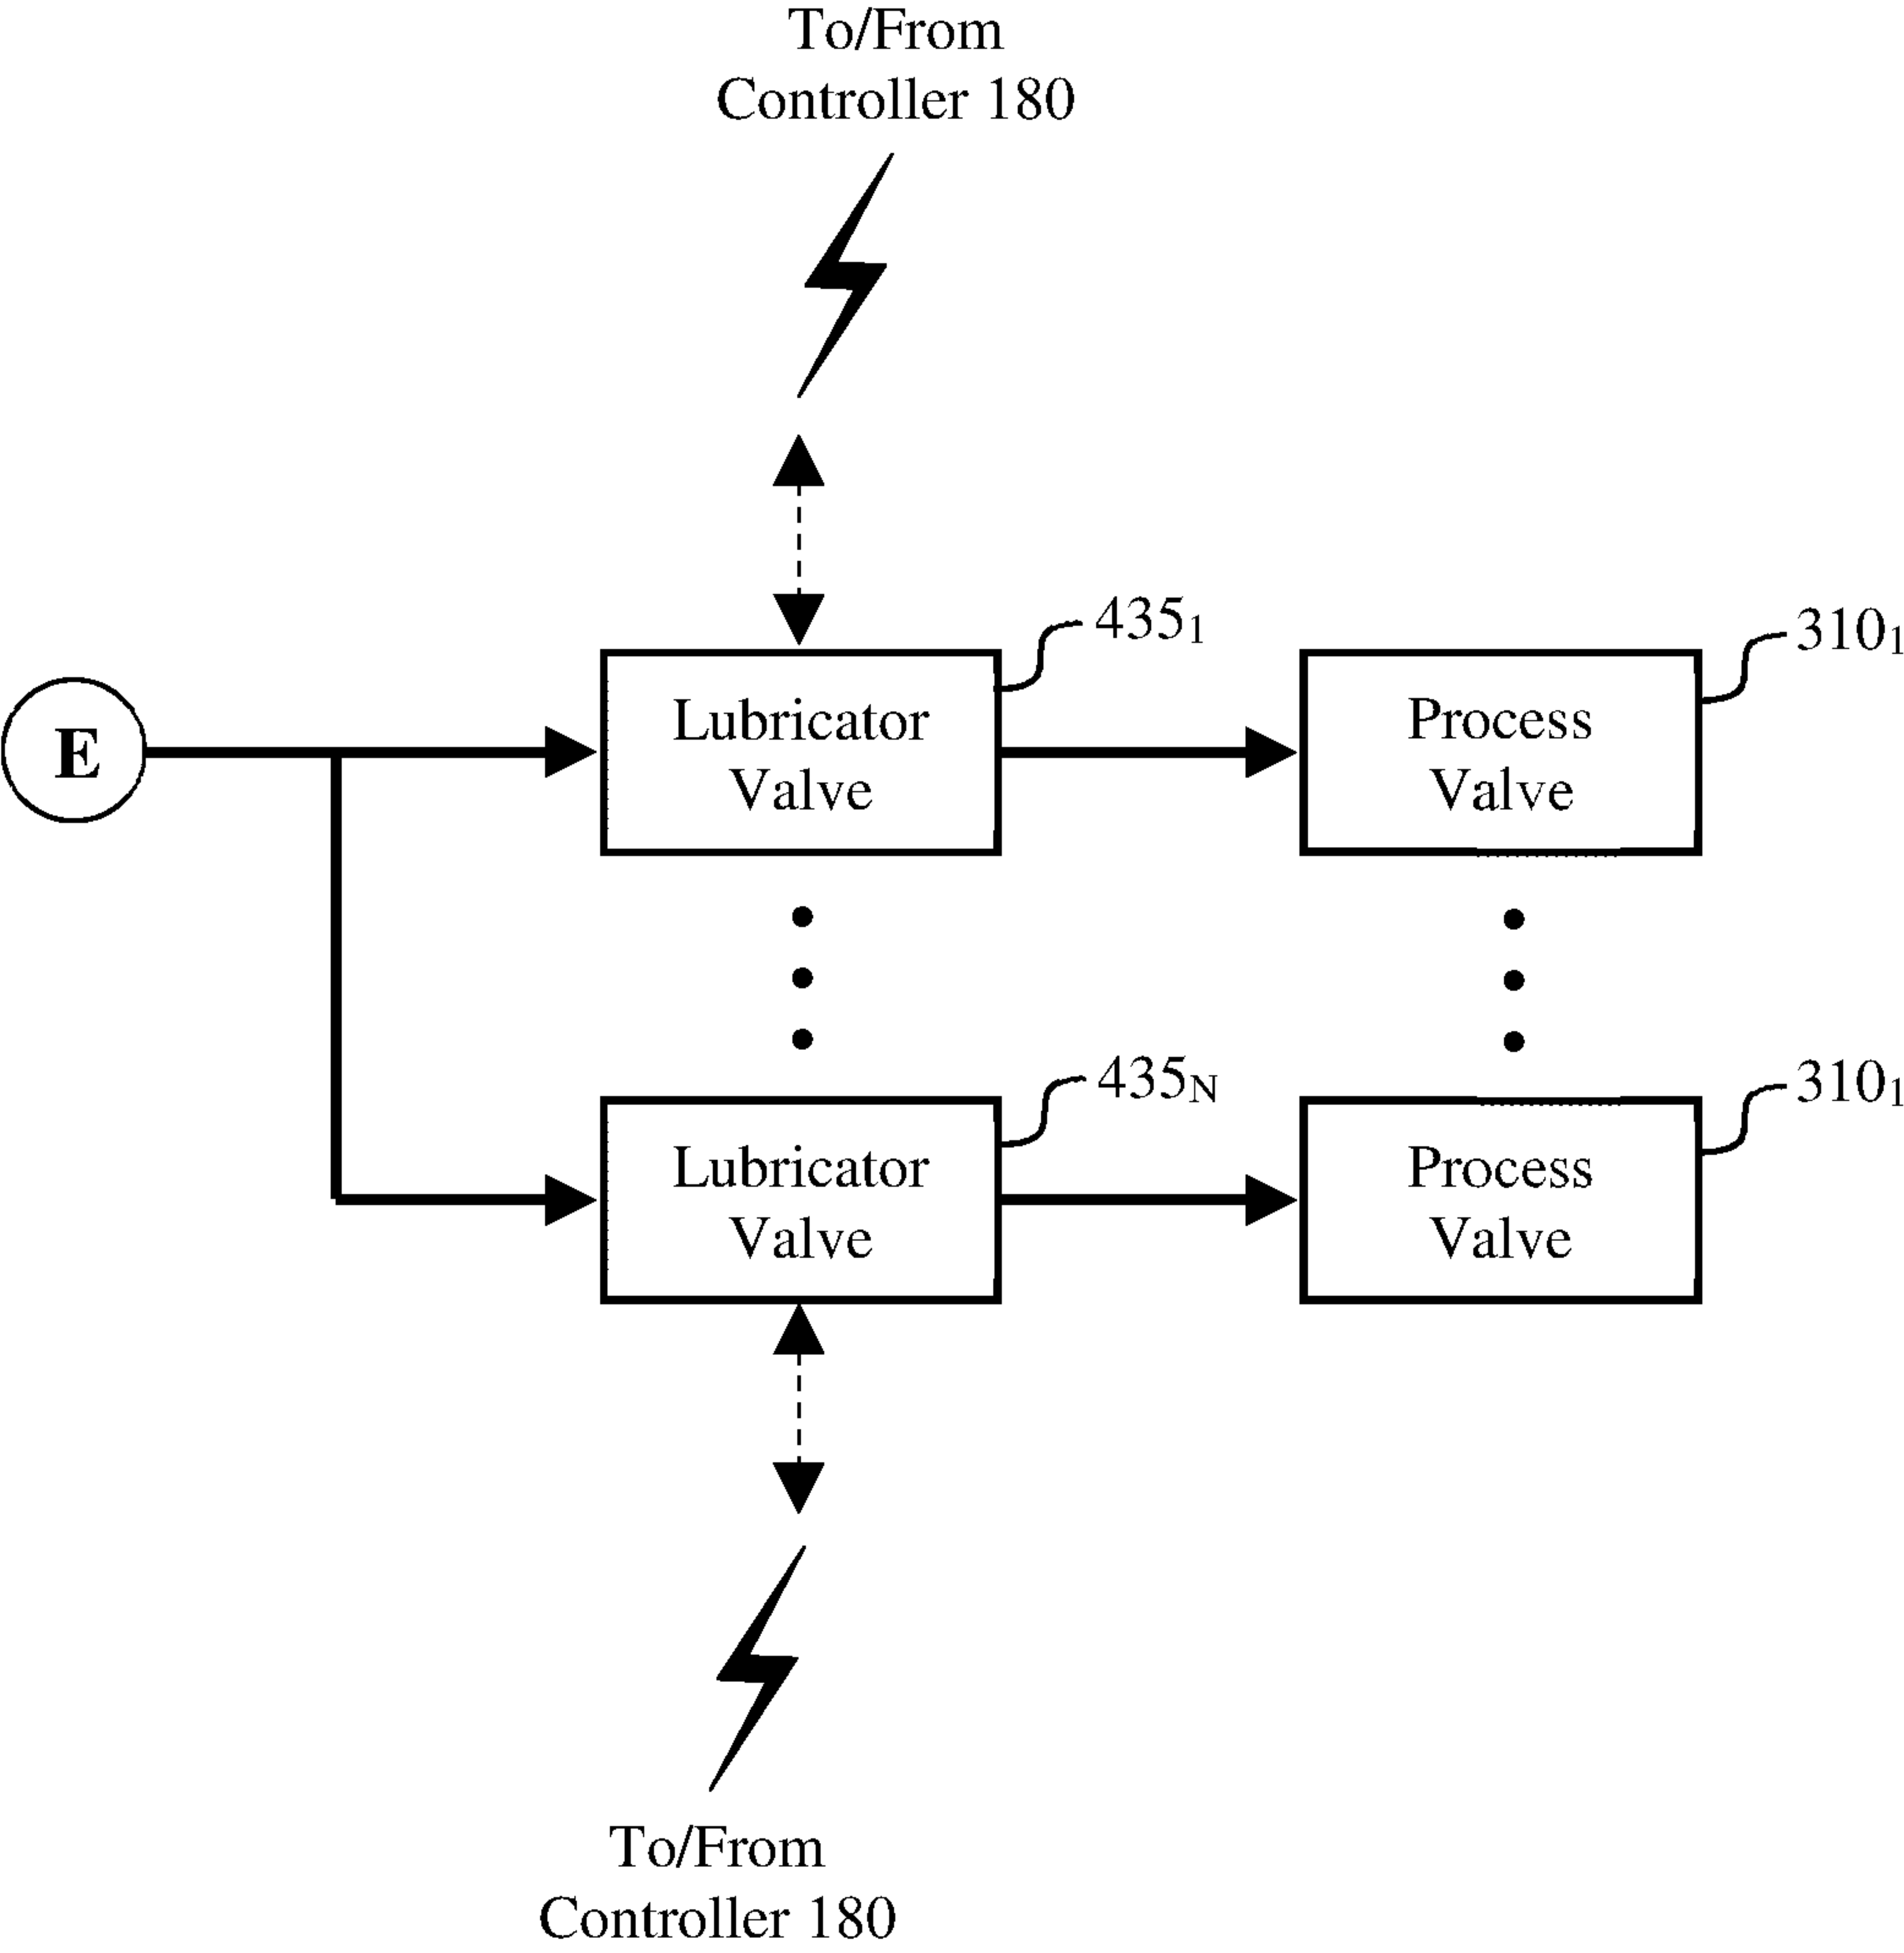 To/From
Controller 180
435₁
310₁
E
Lubricator
Valve
Process
Valve
435N
310₁
Lubricator
Valve
Process
Valve
To/From
Controller 180